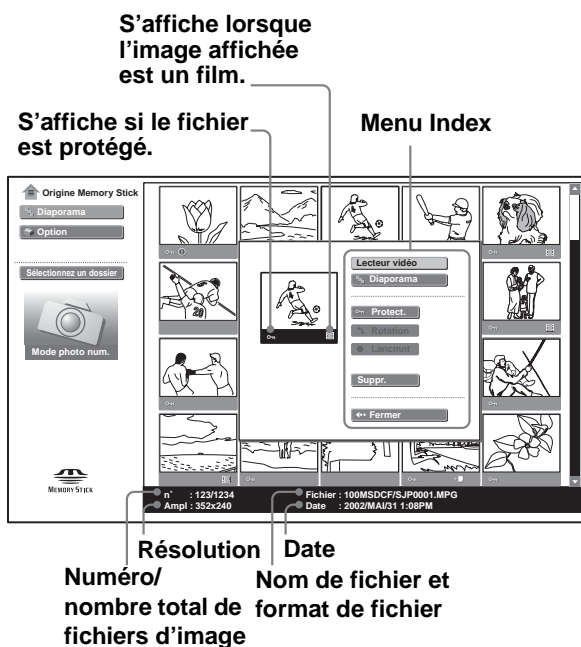 S’affiche lorsque
l’image affichée
est un film.
S’affiche si le fichier
est protégé.
Menu Index
Origine Memory Stick
Diaporama
Option
Sélectionnez un dossier
Mode photo num.
MEMORY STICK
Lecteur vidéo
Diaporama
Protect.
Rotation
Lancmnt
Suppr.
Fermer
20
n° : 123/1234
Ampl : 352x240
Fichier : 100MSDCF/SJP0001.MPG
Date : 2002/MAI/31 1:08PM
Résolution
Date
Numéro/
nombre total de
fichiers d’image
Nom de fichier et
format de fichier